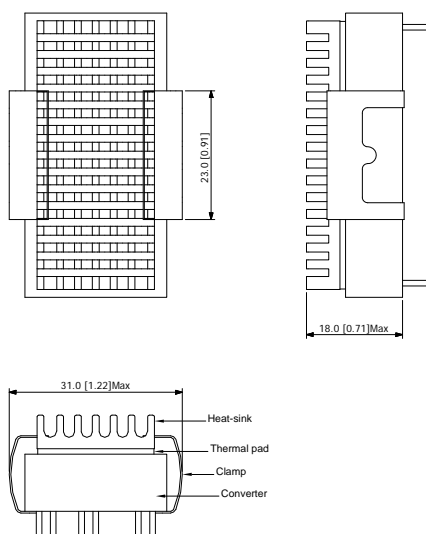 23.0 [0.91]
18.0 [0.71]Max
31.0 [1.22]Max
Heat-sink
Thermal pad
Clamp
Converter